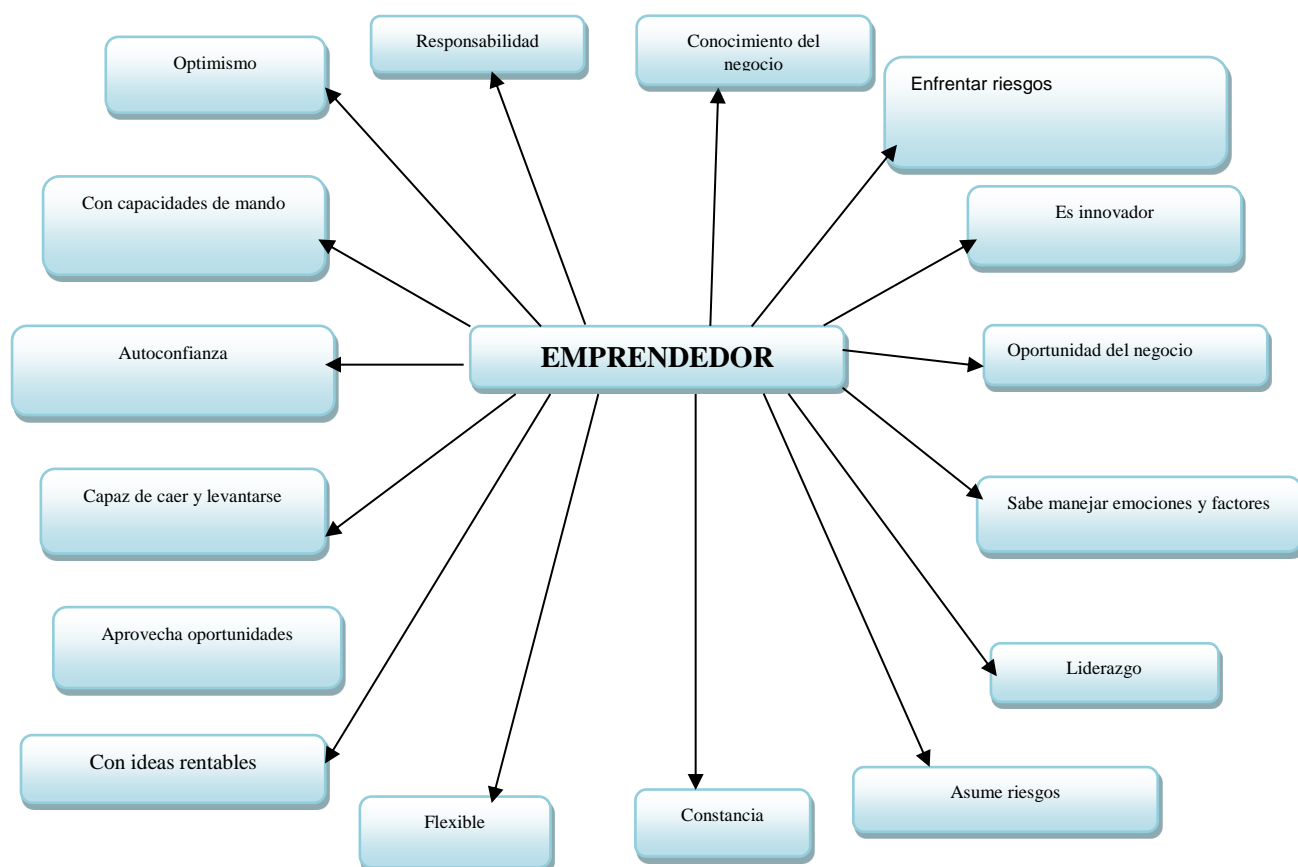 Responsabilidad
Conocimiento del
negocio
Optimismo
Enfrentar riesgos
Con capacidades de mando
Es innovador
Autoconfianza
EMPRENDEDOR
Oportunidad del negocio
Capaz de caer y levantarse
Sabe manejar emociones y factores
Aprovecha oportunidades
Liderazgo
Con ideas rentables
Asume riesgos
Flexible
Constancia